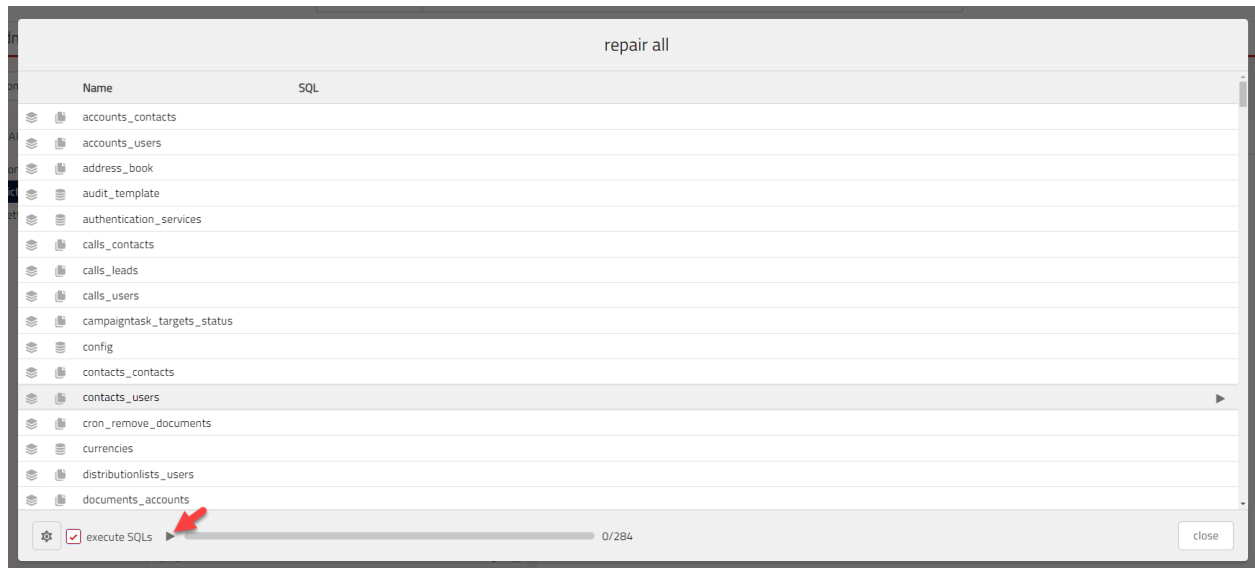 repair all
Name SQL
accounts_contacts
accounts_users
address_book
audit_template
authentication_services
calls_contacts
calls_leads
calls_users
campaigntask_targets_status
config
contacts_contacts
contacts_users
cron_remove_documents
currencies
distributionlists_users
documents_accounts
execute SQLs 0/284 close